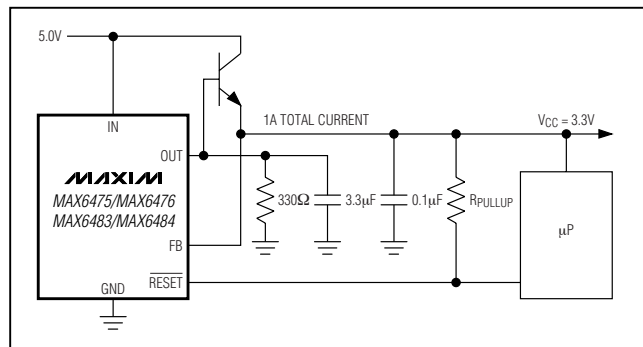 5.0V
IN
1A TOTAL CURRENT
VCC = 3.3V
OUT
MAXIM
MAX6475/MAX6476
MAX6483/MAX6484
330Ω
3.3μF
0.1μF
RPULLUP
μP
FB
GND
RESET